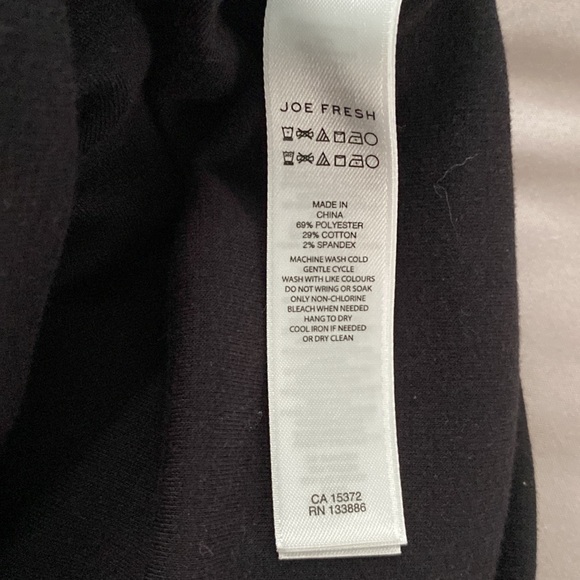 JOE FRESH
MADE IN
CHINA
69% POLYESTER
29% COTTON
2% SPANDEX
MACHINE WASH COLD
GENTLE CYCLE
WASH WITH LIKE COLOURS
DO NOT WRING OR SOAK
ONLY NON-CHLORINE
BLEACH WHEN NEEDED
HANG TO DRY
COOL IRON IF NEEDED
OR DRY CLEAN
CA 15372
RN 133886